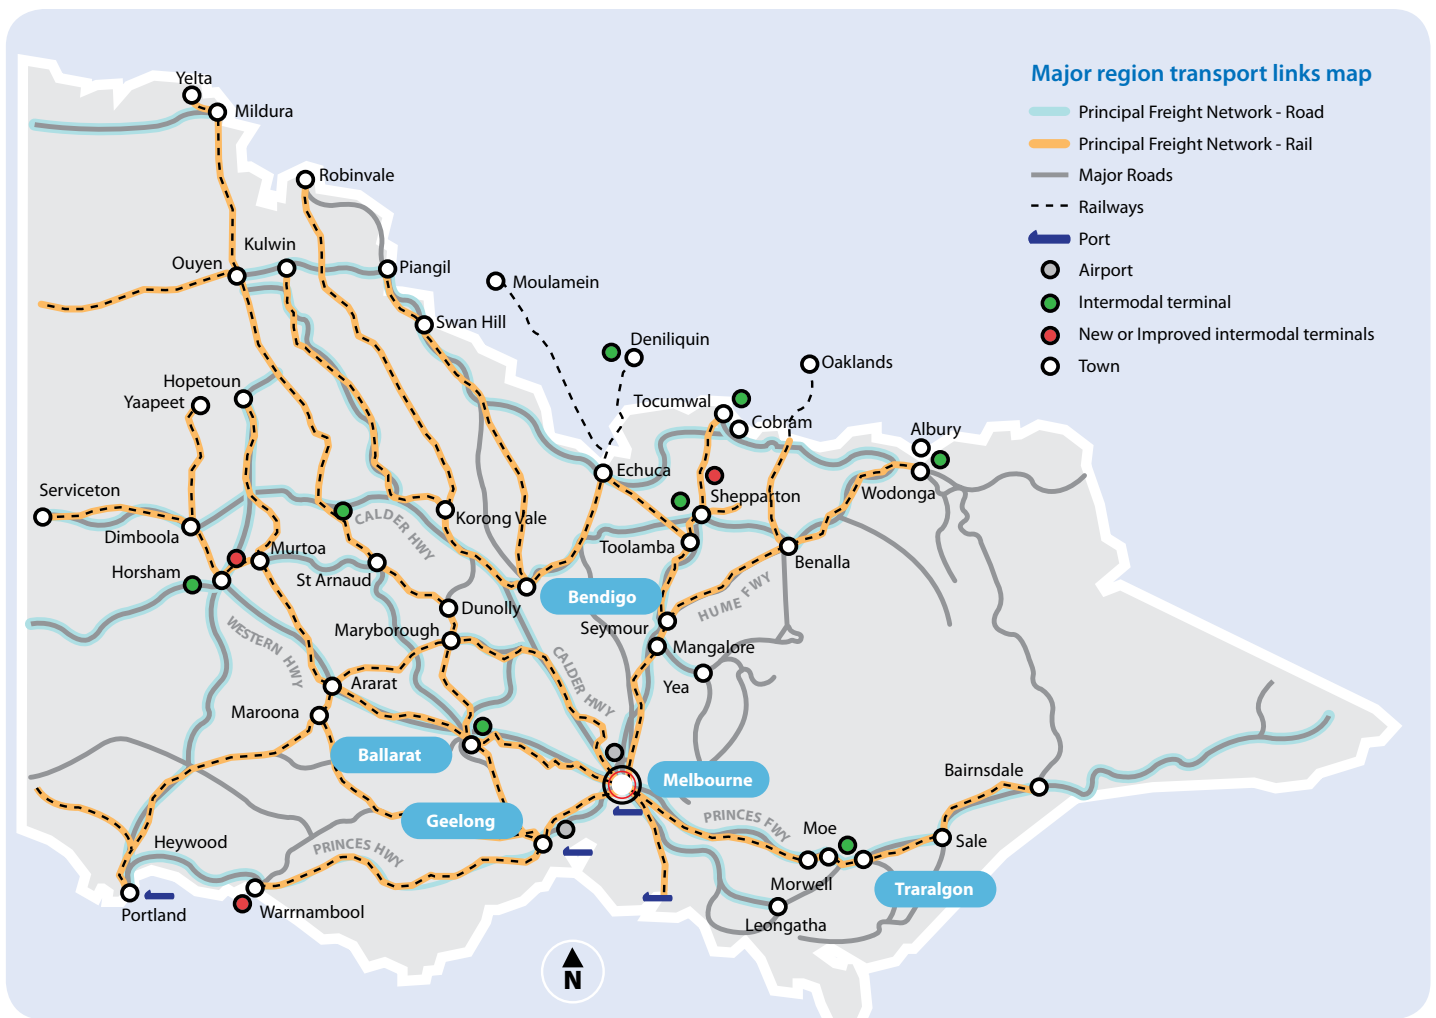 Major region transport links map
Principal Freight Network - Road
Principal Freight Network - Rail
Major Roads
Railways
Port
Airport
Intermodal terminal
New or Improved intermodal terminals
Town
Yelta
Mildura
Robinvale
Kulwin
Ouyen
Piangil
Moulamein
Swan Hill
Deniliquin
Oaklands
Hopetoun
Yaapeet
Tocumwal
Cobram
Albury
Echuca
Wodonga
Serviceton
Shepparton
Korong Vale
CALDER HWY
Dimboola
Murtoa
Toolamba
Benalla
Horsham
St Arnaud
Bendigo
HUME FWY
Dunolly
Seymour
Maryborough
WESTERN HWY
Mangalore
CALDER HWY
Yea
Ararat
Maroona
Ballarat
Melbourne
Bairnsdale
Geelong
PRINCES FWY
Moe
Heywood
PRINCES HWY
Sale
Morwell
Traralgon
Portland
Warrnambool
Leongatha
N